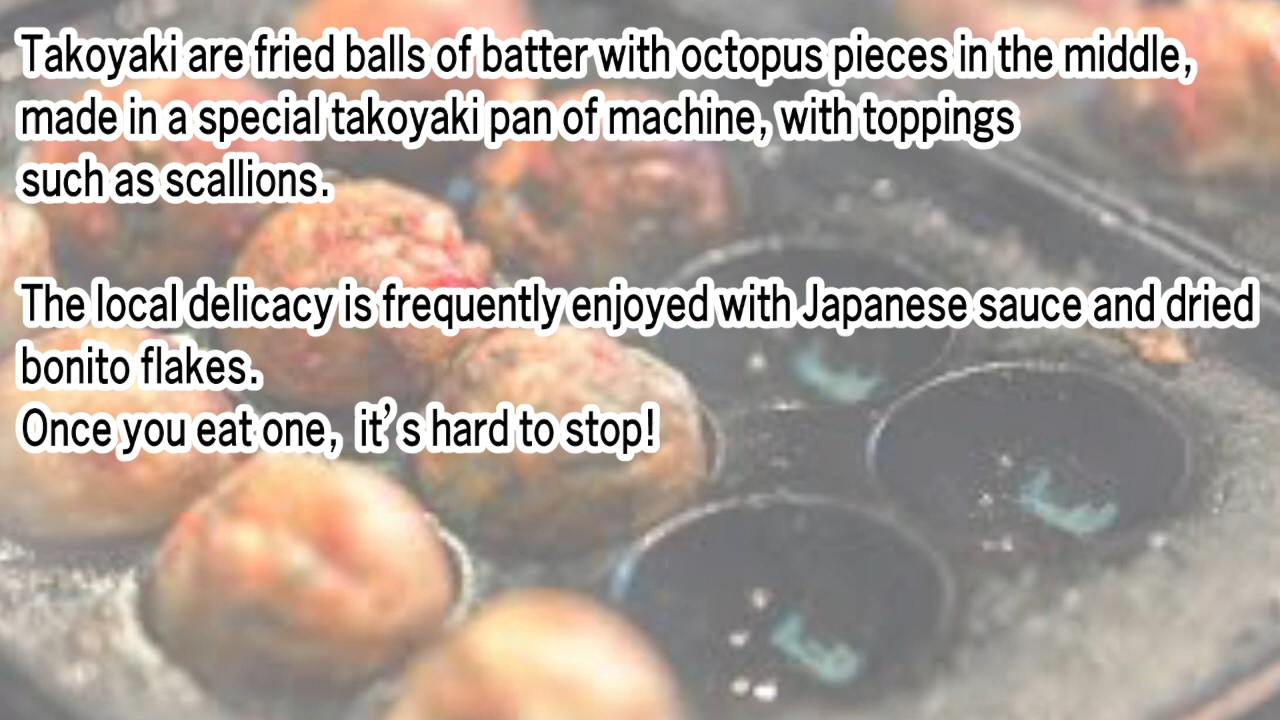 Takoyaki are fried balls of batter with octopus pieces in the middle,
made in a special takoyaki pan of machine, with toppings
such as scallions.
The local delicacy is frequently enjoyed with Japanese sauce and dried
bonito flakes.
Once you eat one, it’s hard to stop!